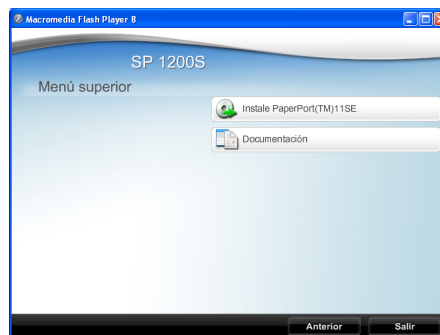 Macromedia Flash Player 8
SP 1200S
Menú superior
Instale PaperPort(TM)11SE
Documentación
Anterior
Salir